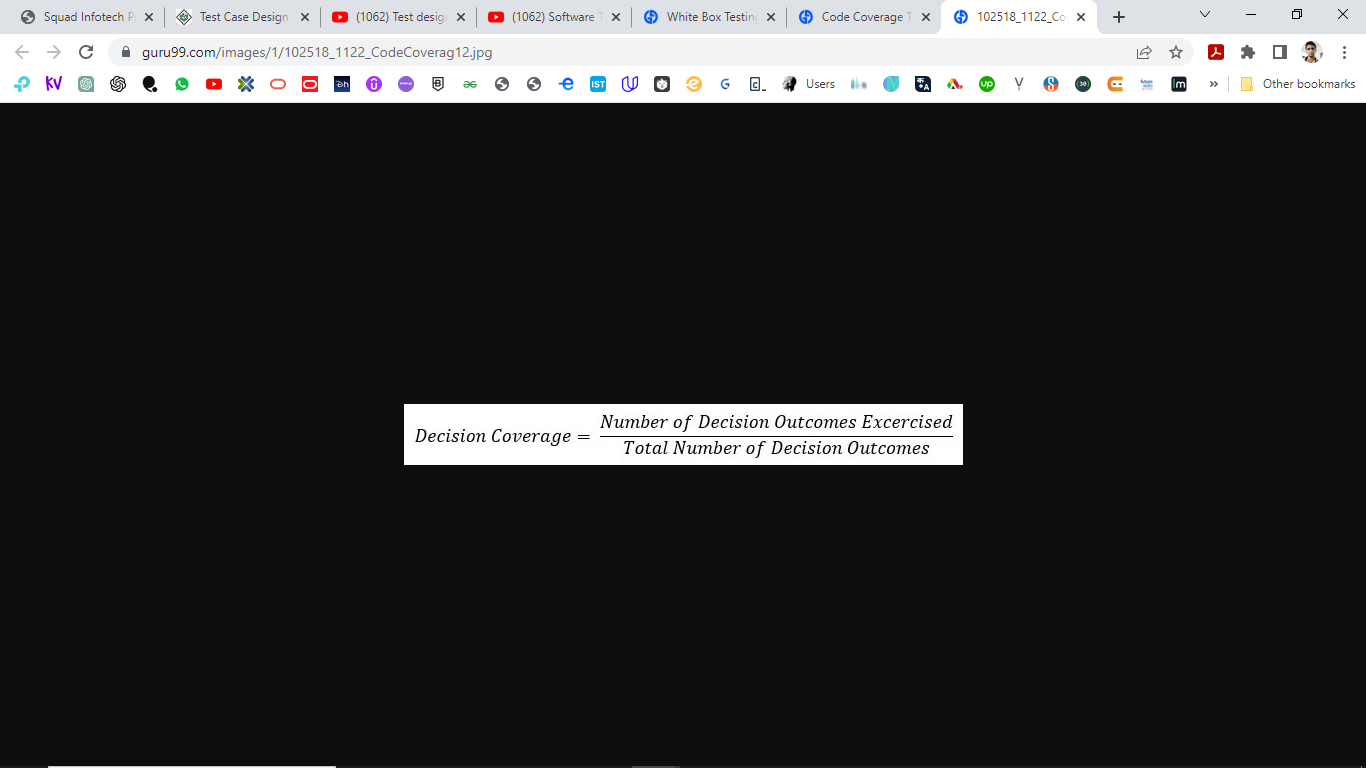 Squad Infotech P
Test Case Design
(1062) Test design
(1062) Software T
White Box Testing
Code Coverage T
102518_1122_Co
guru99.com/images/1/102518_1122_CodeCoverag12.jpg
Users
Other bookmarks
Decision Coverage = Number of Decision Outcomes Excercised
Total Number of Decision Outcomes